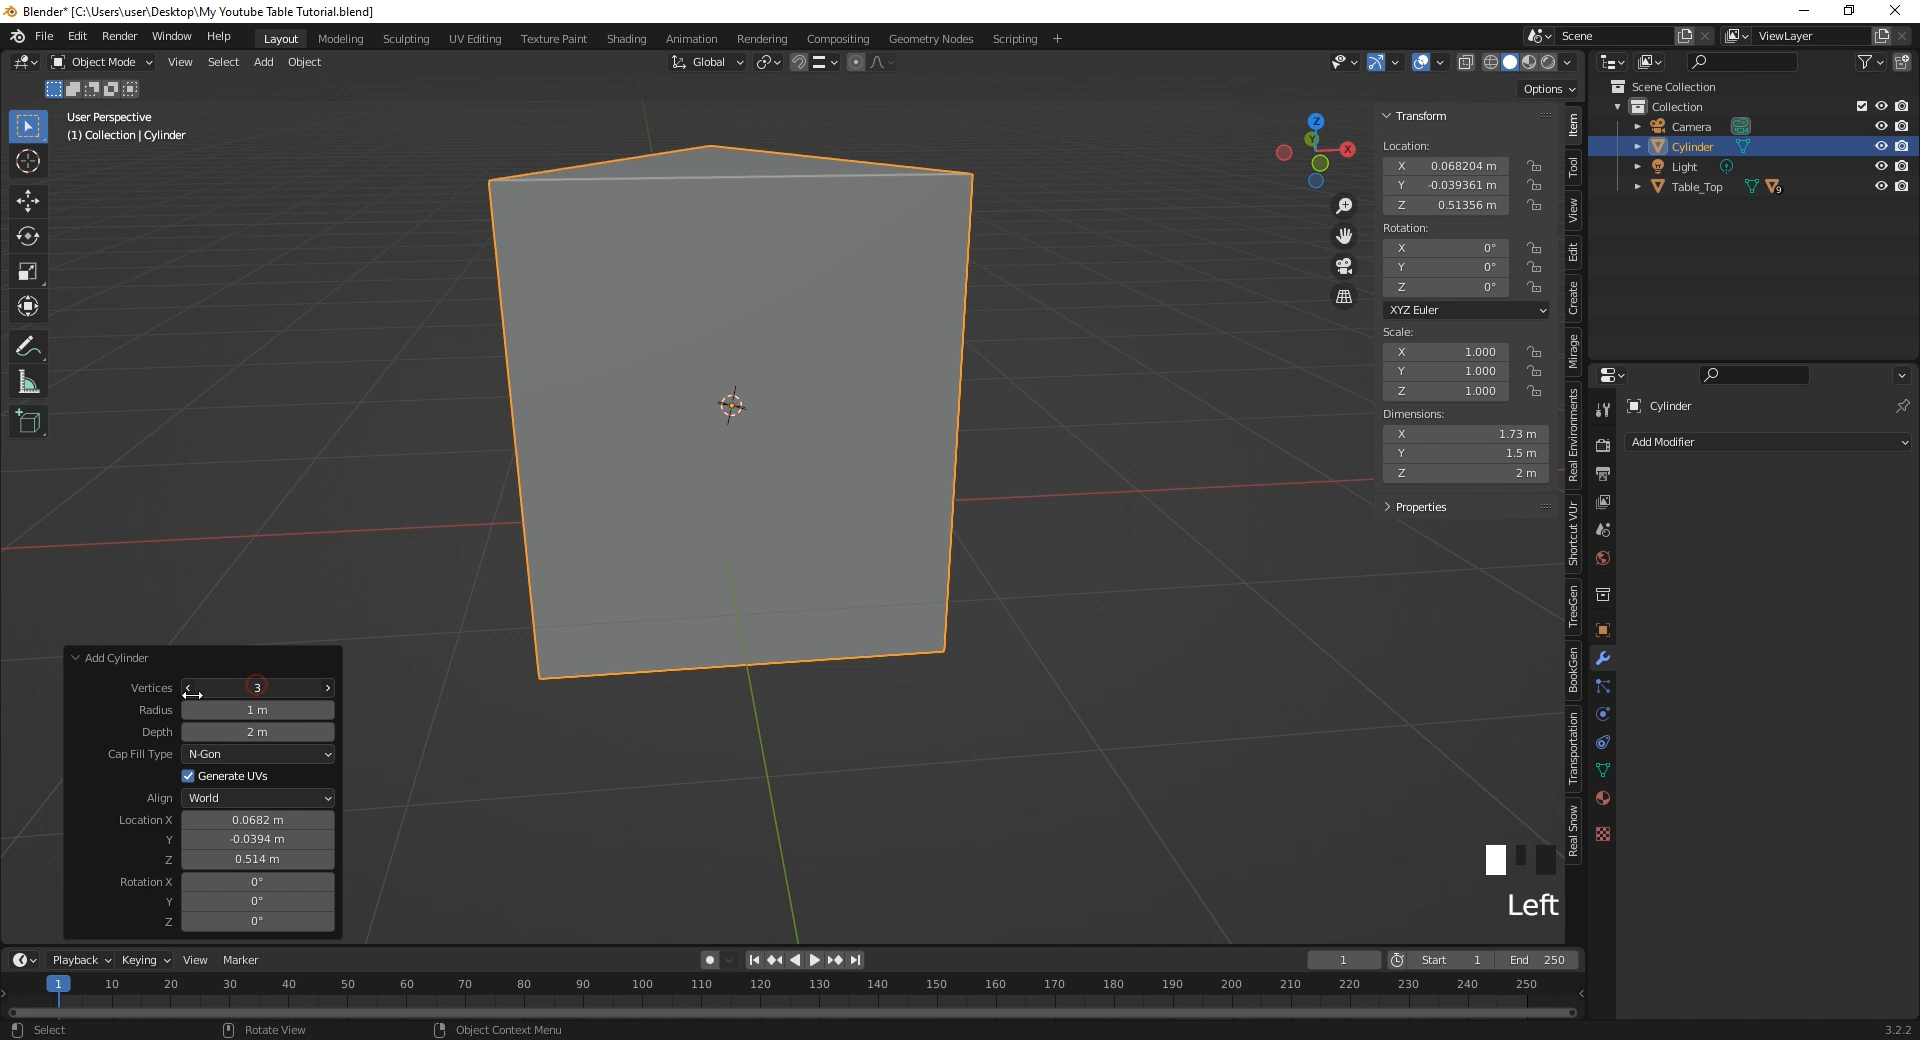 Blender* [C:\Users\user\Desktop\My Youtube Table Tutorial.blend]
File Edit Render Window Help Layout Modeling Sculpting UV Editing Texture Paint Shading Animation Rendering Compositing Geometry Nodes Scripting + Scene ViewLayer
Object Mode View Select Add Object Global
Options
User Perspective
(1) Collection | Cylinder
Z
Y
X
Transform
Location:
X 0.068204 m
Y -0.039361 m
Z 0.51356 m
Rotation:
X 0°
Y 0°
Z 0°
XYZ Euler
Scale:
X 1.000
Y 1.000
Z 1.000
Dimensions:
X 1.73 m
Y 1.5 m
Z 2 m
Properties
Item
Tool
View
Edit
Create
Mirage
Real Environments
Shortcut VUr
TreeGen
BookGen
Transportation
Real Snow
Scene Collection
Collection
Camera
Cylinder
Light
Table_Top 9
Cylinder
Add Modifier
Add Cylinder
Vertices 3
Radius 1 m
Depth 2 m
Cap Fill Type N-Gon
Generate UVs
Align World
Location X 0.0682 m
Y -0.0394 m
Z 0.514 m
Rotation X 0°
Y 0°
Z 0°
Left
Playback Keying View Marker 1 Start 1 End 250
1 10 20 30 40 50 60 70 80 90 100 110 120 130 140 150 160 170 180 190 200 210 220 230 240 250
Select Rotate View Object Context Menu 3.2.2